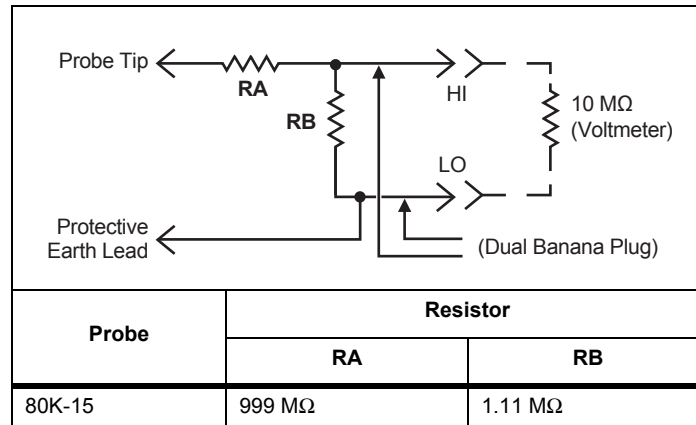 Probe Tip
RA
HI
RB
10 MΩ
(Voltmeter)
LO
Protective
Earth Lead
(Dual Banana Plug)
Probe
Resistor
RA
RB
80K-15
999 MΩ
1.11 MΩ